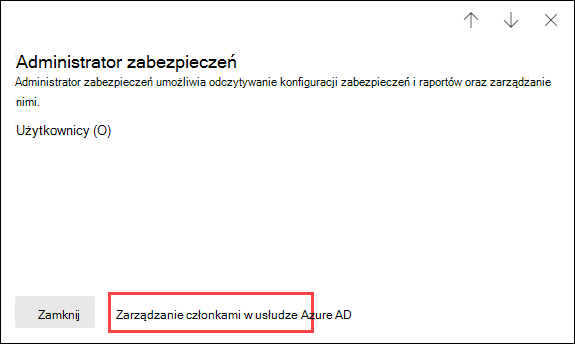 Administrator zabezpieczeń
Administrator zabezpieczeń umożliwia odczytywanie konfiguracji zabezpieczeń i raportów oraz zarządzanie
nimi.
Użytkownicy (O)
Zamknij
Zarządzanie członkami w usłudze Azure AD